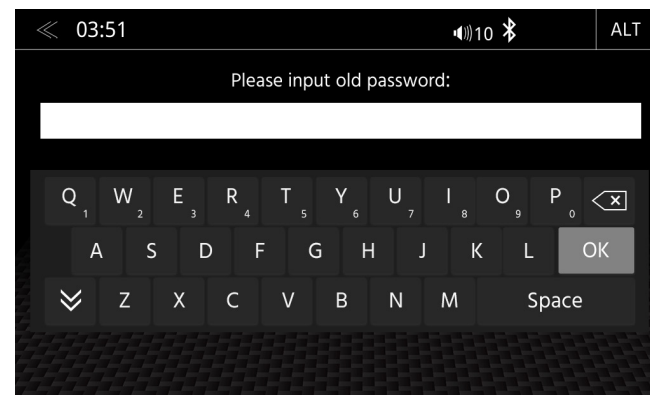 03:51 10 ALT
Please input old password:
Q 1 W 2 E 3 R 4 T 5 Y 6 U 7 I 8 O 9 P 0
A S D F G H J K L OK
Z X C V B N M Space